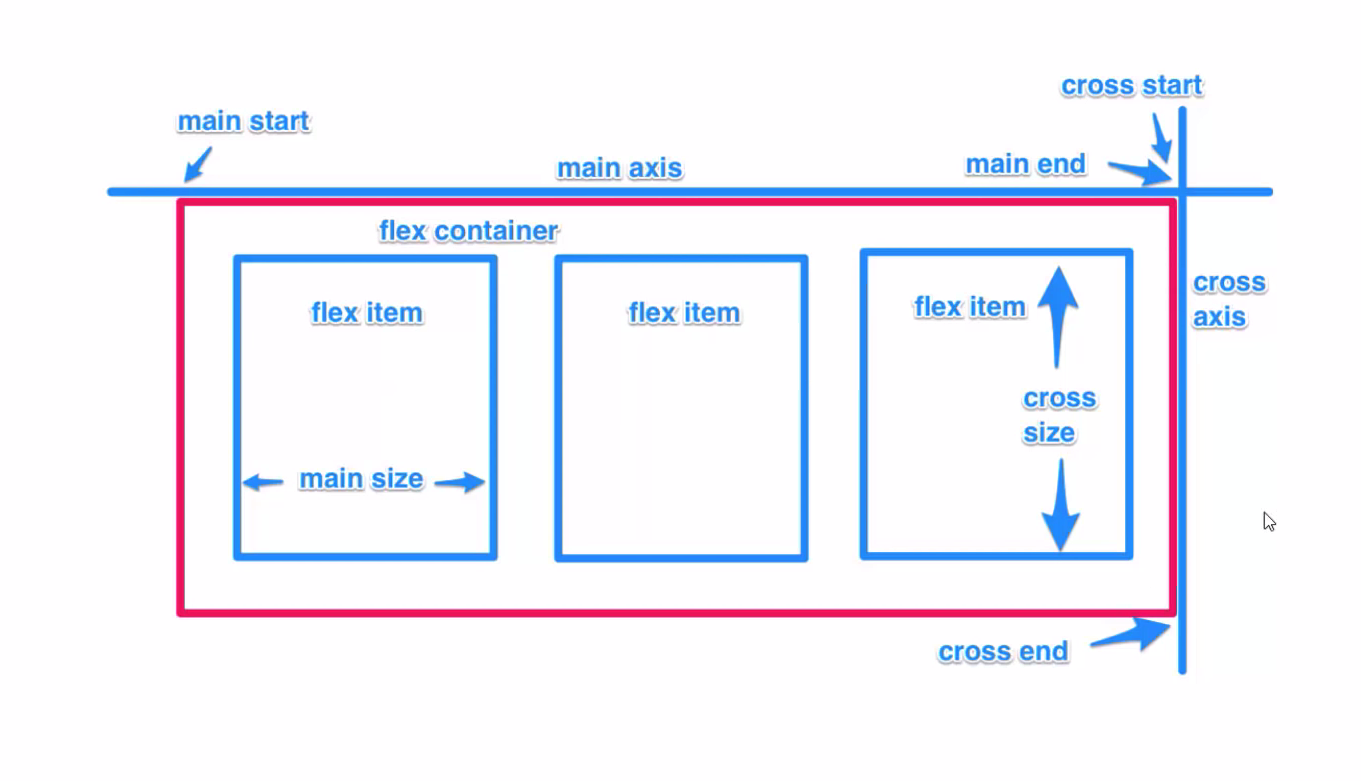 cross start
main start
main axis
main end
flex container
cross
axis
flex item
flex item
flex item
cross
size
main size
cross end